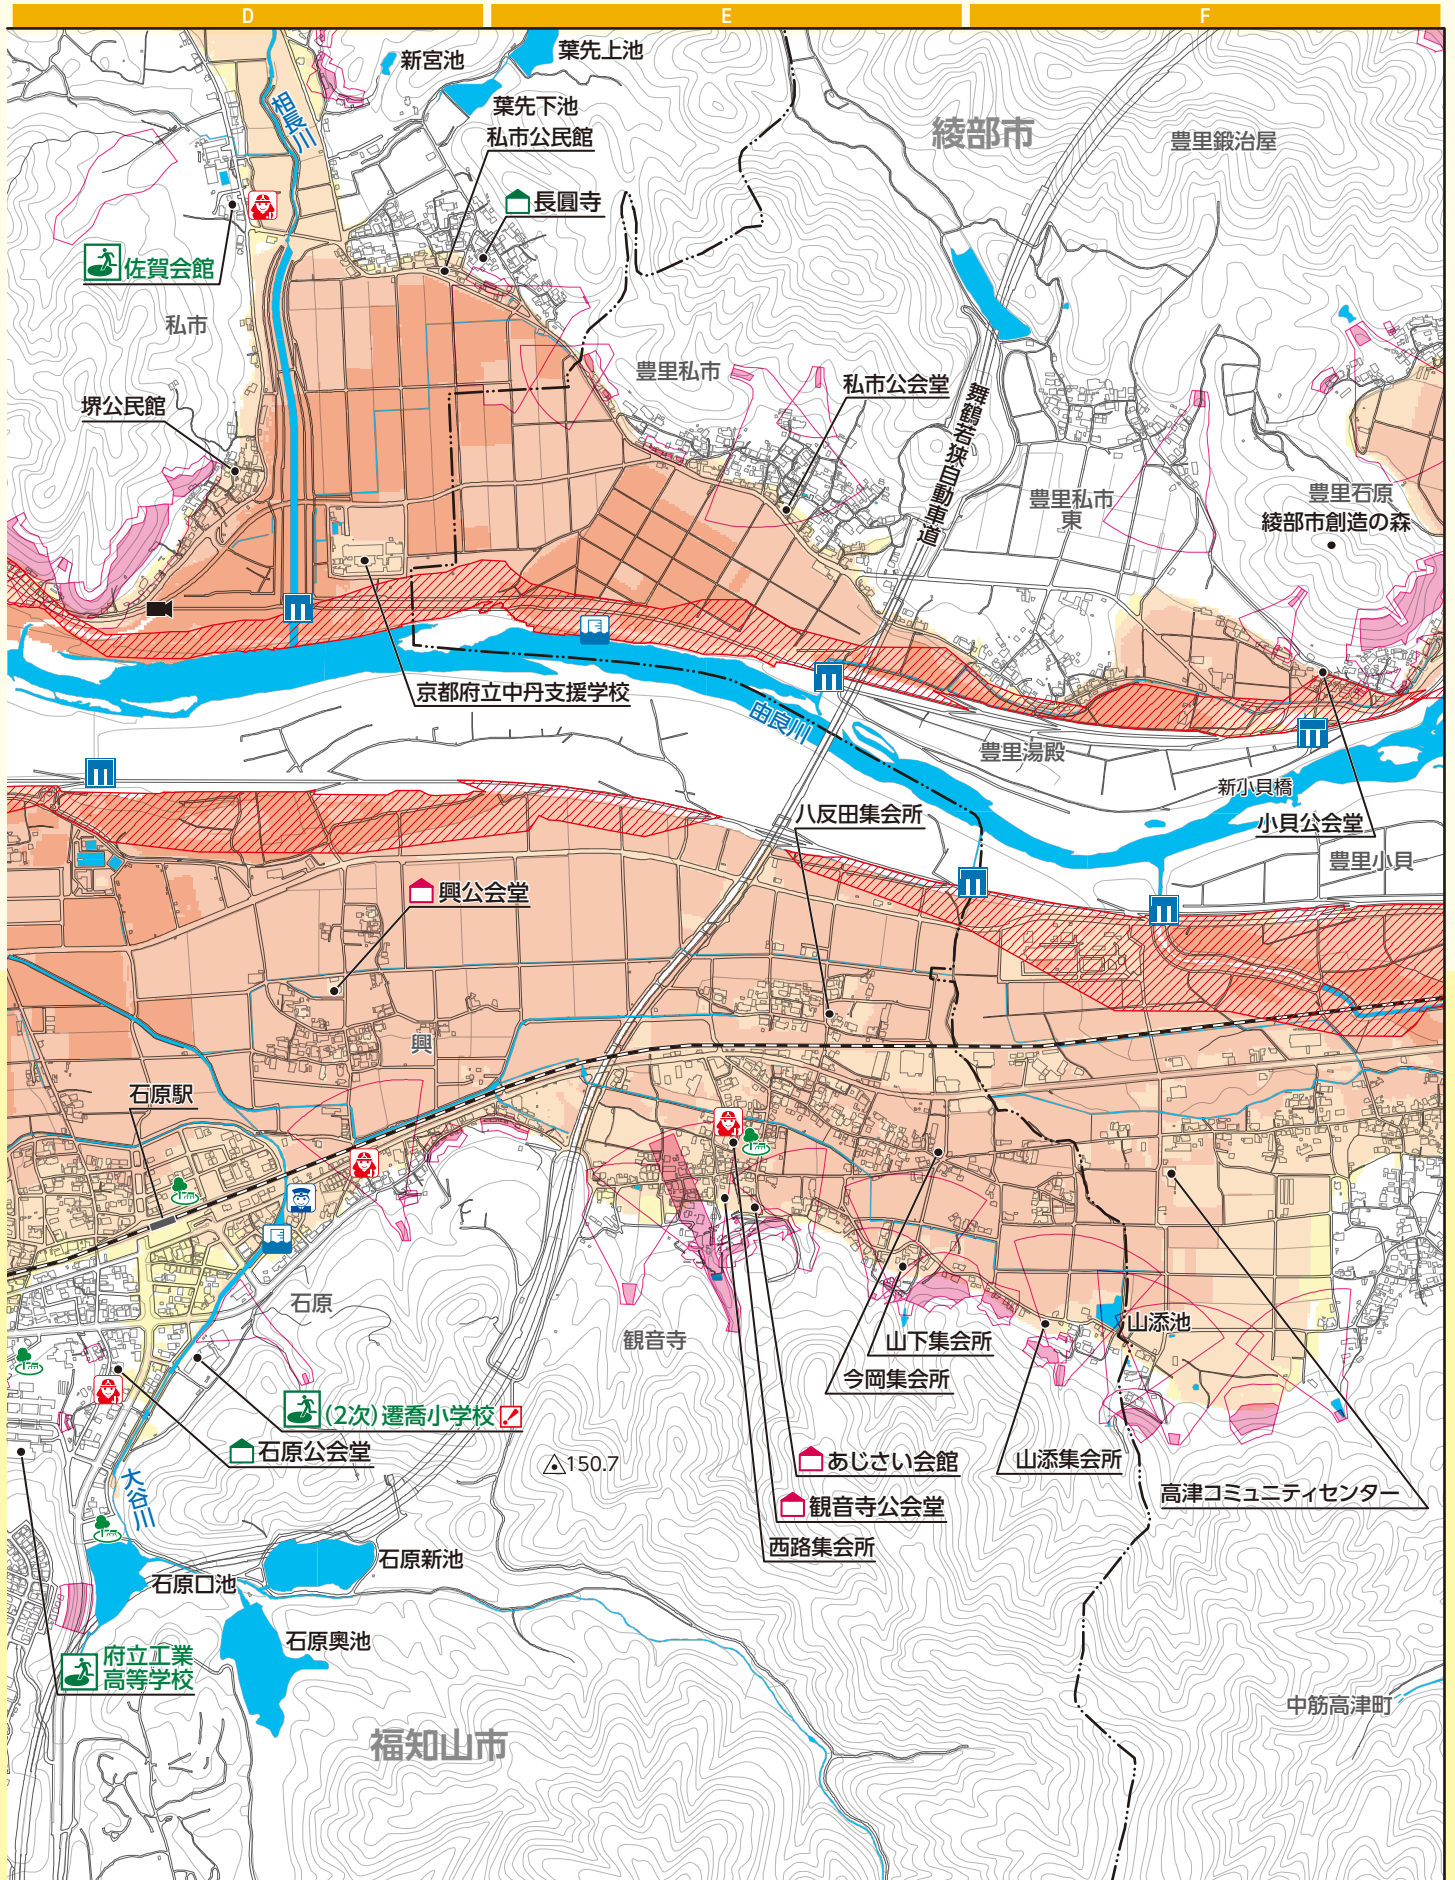 D
E
F
新宮池
葉先上池
葉先下池
相長川
私市公民館
綾部市
豊里鍛治屋
長圓寺
佐賀会館
私市
豊里私市
私市公会堂
堺公民館
舞鶴若狭自動車道
豊里私市
東
豊里石原
綾部市創造の森
京都府立中丹支援学校
由良川
豊里湯殿
新小貝橋
八反田集会所
小貝公会堂
豊里小貝
興公会堂
興
石原駅
石原
観音寺
山添池
山下集会所
今岡集会所
(2次)遷喬小学校
石原公会堂
150.7
あじさい会館
山添集会所
高津コミュニティセンター
観音寺公会堂
大谷川
西路集会所
石原新池
石原口池
石原奥池
府立工業
高等学校
中筋高津町
福知山市